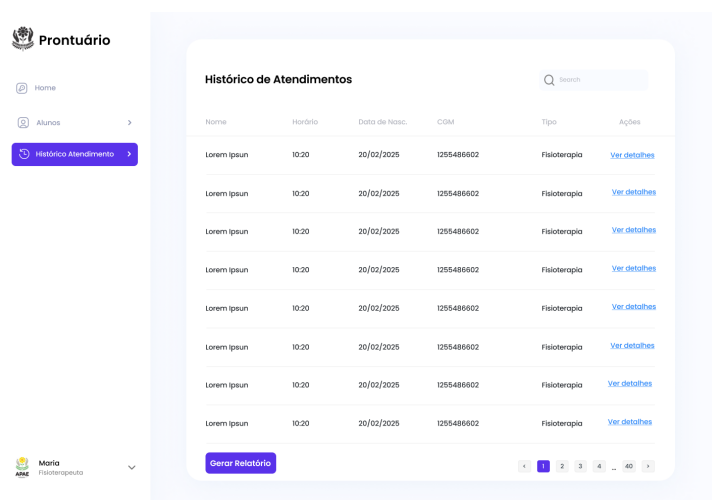 Prontuário
Home
Alunos
Histórico Atendimento
Maria
Fisioterapeuta
APAE
Histórico de Atendimentos
Search
Nome Horário Data de Nasc. CGM Tipo Ações
Lorem Ipsun 10:20 20/02/2025 1255486602 Fisioterapia Ver detalhes
Lorem Ipsun 10:20 20/02/2025 1255486602 Fisioterapia Ver detalhes
Lorem Ipsun 10:20 20/02/2025 1255486602 Fisioterapia Ver detalhes
Lorem Ipsun 10:20 20/02/2025 1255486602 Fisioterapia Ver detalhes
Lorem Ipsun 10:20 20/02/2025 1255486602 Fisioterapia Ver detalhes
Lorem Ipsun 10:20 20/02/2025 1255486602 Fisioterapia Ver detalhes
Lorem Ipsun 10:20 20/02/2025 1255486602 Fisioterapia Ver detalhes
Lorem Ipsun 10:20 20/02/2025 1255486602 Fisioterapia Ver detalhes
Gerar Relatório
< 1 2 3 4 ... 40 >